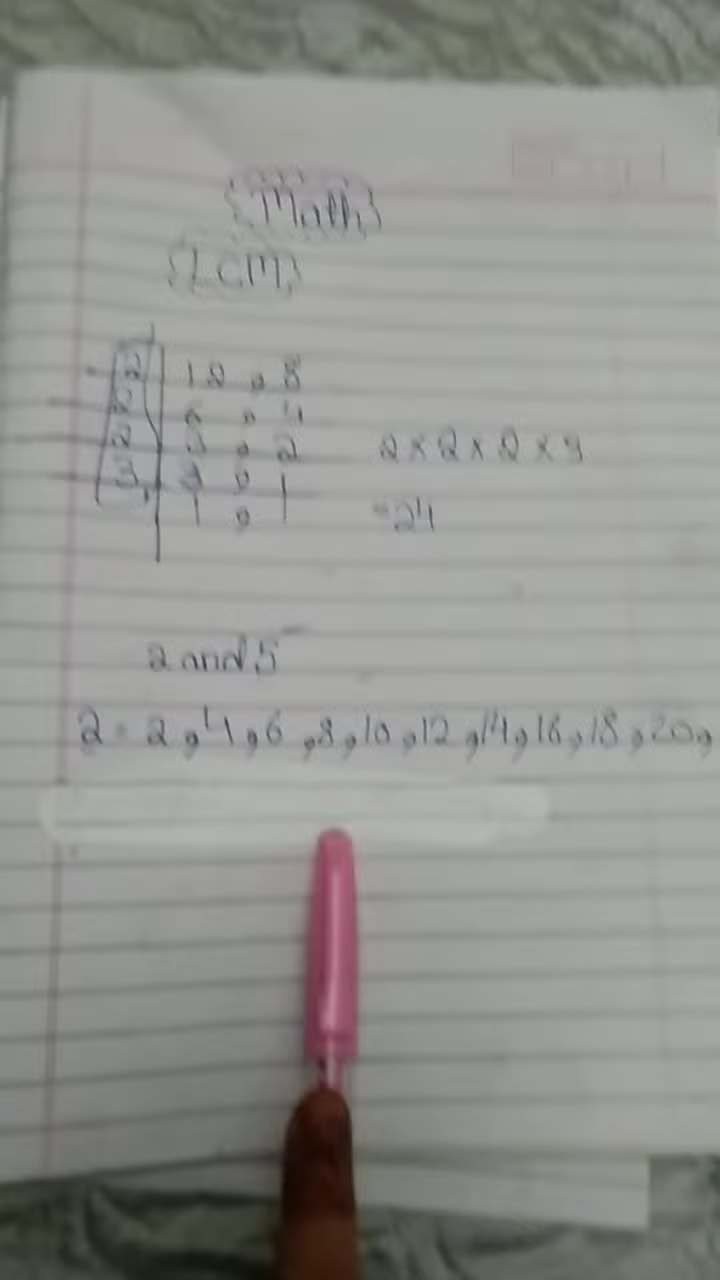 {Math}
{LCM}
2 | 12, 8
2 | 6, 4
2 | 3, 2
3 | 3, 1
1, 1
2×2×2×3
=24
2 and 5
2 = 2, 4, 6, 8, 10, 12, 14, 16, 18, 20,